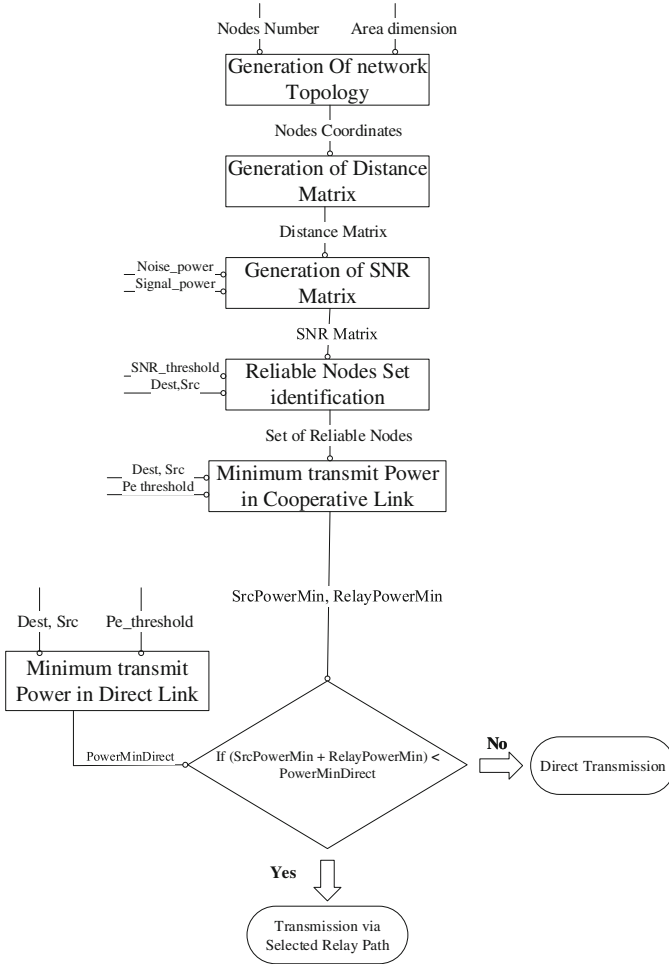 Nodes Number
Area dimension
Generation Of network
Topology
Nodes Coordinates
Generation of Distance
Matrix
Distance Matrix
Noise_power
Signal_power
Generation of SNR
Matrix
SNR Matrix
SNR_threshold
Dest,Src
Reliable Nodes Set
identification
Set of Reliable Nodes
Dest, Src
Pe threshold
Minimum transmit Power
in Cooperative Link
SrcPowerMin, RelayPowerMin
Dest, Src
Pe_threshold
Minimum transmit
Power in Direct Link
PowerMinDirect
If (SrcPowerMin + RelayPowerMin) <
PowerMinDirect
No
Direct Transmission
Yes
Transmission via
Selected Relay Path